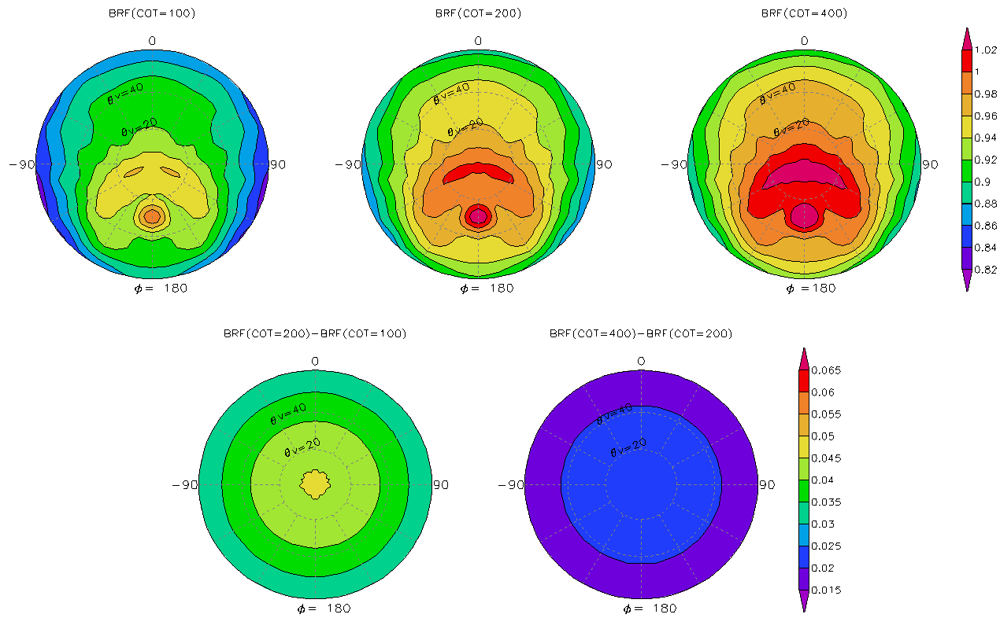 BRF(COT=100) BRF(COT=200) BRF(COT=400)
0 0 0
1.02
1
0.98
0.96
0.94
0.92
0.9
0.88
0.86
0.84
0.82
θv=40 θv=40 θv=40
θv=20 θv=20 θv=20
-90 90 -90 90 -90 90
ϕ= 180 ϕ= 180 ϕ=180
BRF(COT=200)-BRF(COT=100) BRF(COT=400)-BRF(COT=200)
0 0
0.065
0.06
0.055
0.05
0.045
0.04
0.035
0.03
0.025
0.02
0.015
θv=40 θv=40
θv=20 θv=20
-90 90 -90 90
ϕ= 180 ϕ= 180